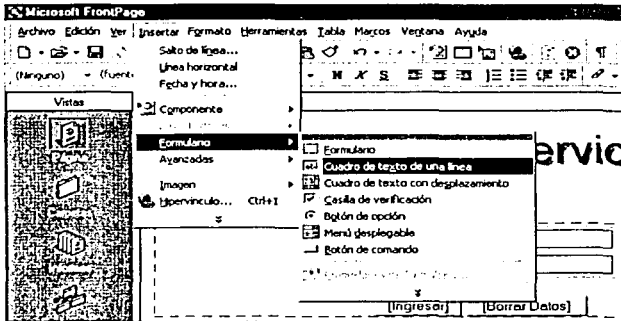 Microsoft FrontPage
Archivo Edición Ver Insertar Formato Herramientas Tabla Marcos Ventana Ayuda
(Ninguno) (fuent
N K S
Vistas
Salto de línea...
Línea horizontal
Fecha y hora...
Componente
Formulario
Avanzadas
Imagen
Hipervínculo... Ctrl+I
Formulario
Cuadro de texto de una línea
Cuadro de texto con desplazamiento
Casilla de verificación
Botón de opción
Menú desplegable
Botón de comando
ervic
[Ingresar] [Borrar Datos]